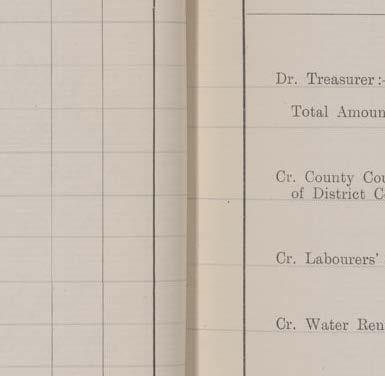 Dr. Treasurer:-
Total Amoun
Cr. County Cou
of District C
Cr. Labourers'
Cr. Water Ren